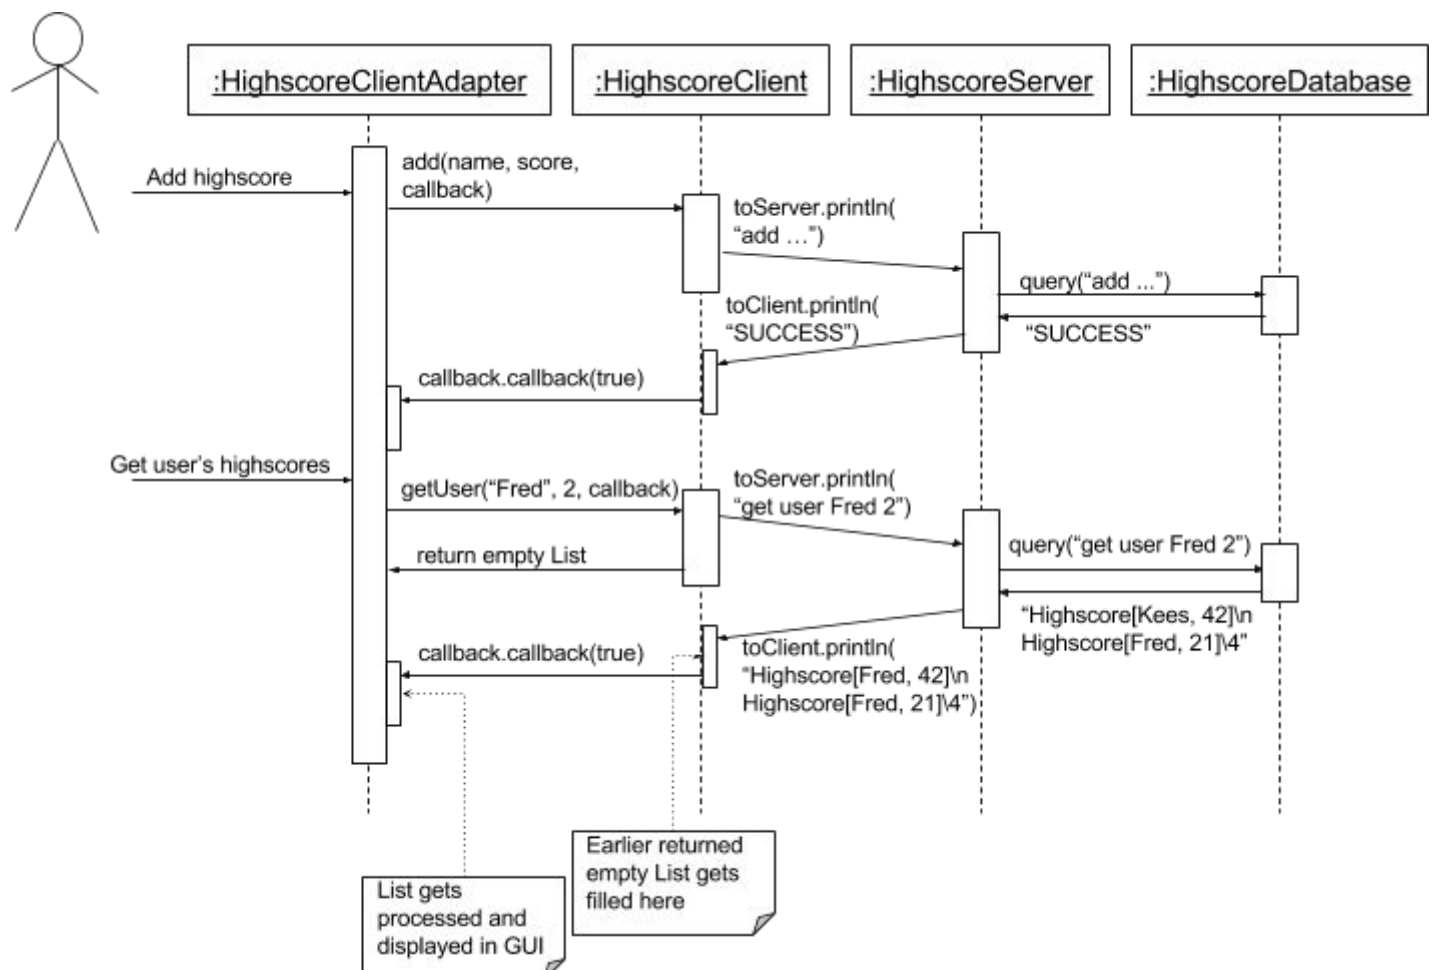 :HighscoreClientAdapter
:HighscoreClient
:HighscoreServer
:HighscoreDatabase
Add highscore
add(name, score,
callback)
toServer.println(
“add …”)
query(“add ...”)
“SUCCESS”
toClient.println(
“SUCCESS”)
callback.callback(true)
Get user’s highscores
getUser(“Fred”, 2, callback)
toServer.println(
“get user Fred 2”)
return empty List
query(“get user Fred 2”)
“Highscore[Kees, 42]\n
Highscore[Fred, 21]\4”
toClient.println(
“Highscore[Fred, 42]\n
Highscore[Fred, 21]\4”)
callback.callback(true)
Earlier returned
empty List gets
filled here
List gets
processed and
displayed in GUI